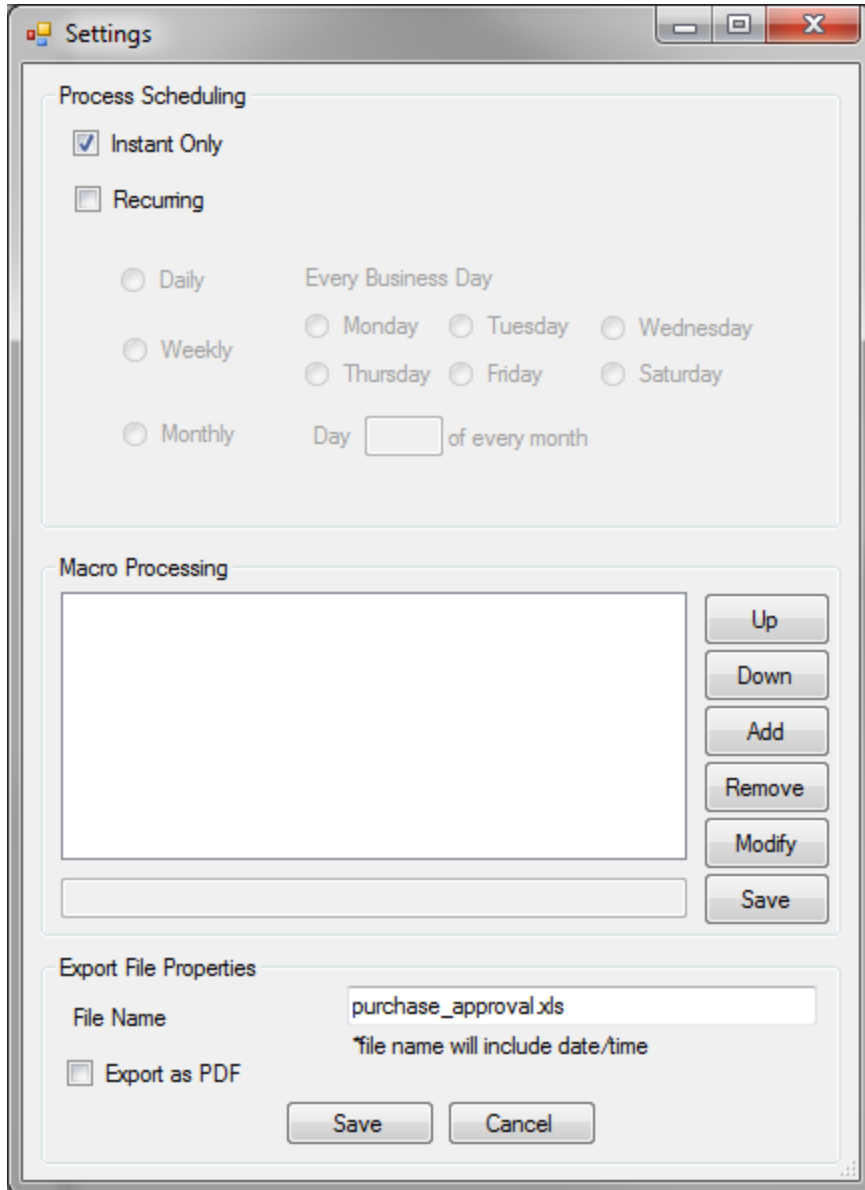 Settings
Process Scheduling
Instant Only
Recurring
Daily Every Business Day
Monday Tuesday Wednesday
Weekly
Thursday Friday Saturday
Monthly Day of every month
Macro Processing
Up
Down
Add
Remove
Modify
Save
Export File Properties
File Name purchase_approval.xls
*file name will include date/time
Export as PDF
Save Cancel